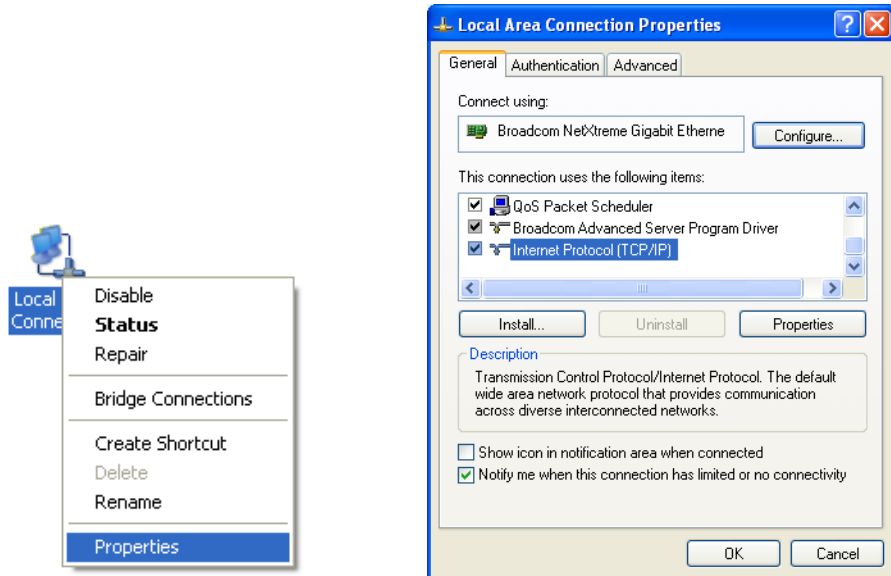 Local
Conne
Disable
Status
Repair
Bridge Connections
Create Shortcut
Delete
Rename
Properties
Local Area Connection Properties
General Authentication Advanced
Connect using:
Broadcom NetXtreme Gigabit Etherne Configure...
This connection uses the following items:
QoS Packet Scheduler
Broadcom Advanced Server Program Driver
Internet Protocol (TCP/IP)
Install... Uninstall Properties
Description
Transmission Control Protocol/Internet Protocol. The default
wide area network protocol that provides communication
across diverse interconnected networks.
Show icon in notification area when connected
Notify me when this connection has limited or no connectivity
OK Cancel